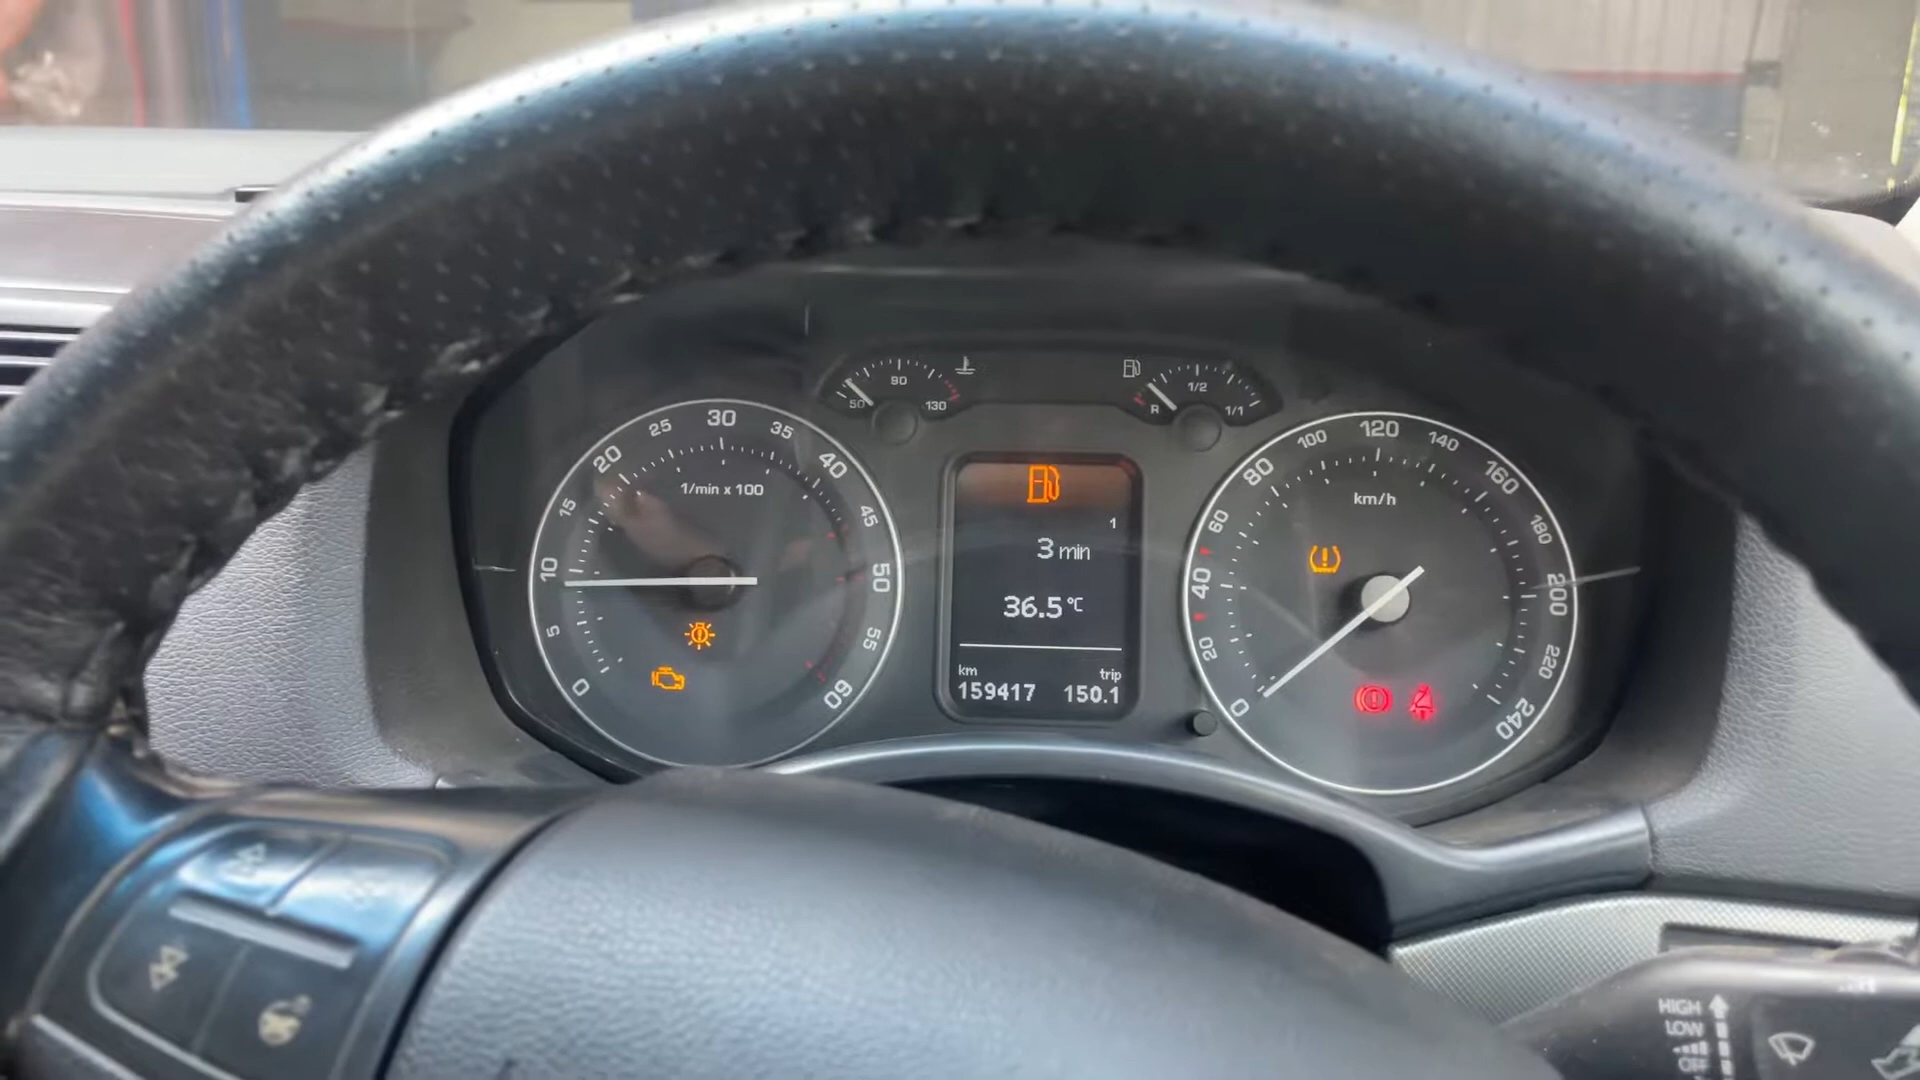 50 90 130
R 1/2 1/1
0 5 10 15 20 25 30 35 40 45 50 55 60
1/min x 100
1
3 min
36.5 °C
km trip
159417 150.1
0 20 40 60 80 100 120 140 160 180 200 220 240
km/h
HIGH
LOW
OFF